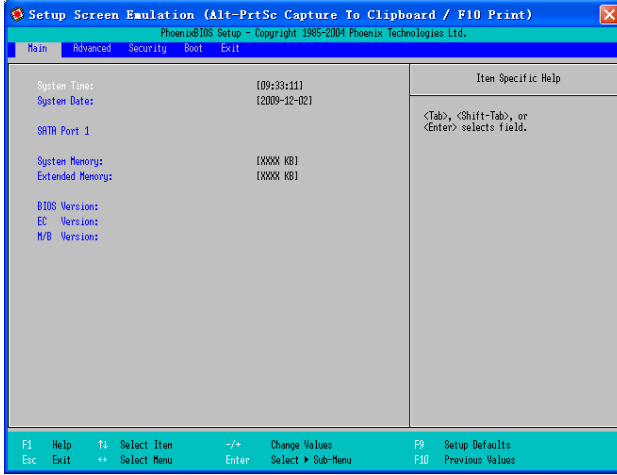 Setup Screen Emulation (Alt-PrtSc Capture To Clipboard / F10 Print)
PhoenixBIOS Setup - Copyright 1985-2004 Phoenix Technologies Ltd.
Main Advanced Security Boot Exit
Item Specific Help
System Time: [09:33:11]
System Date: [2009-12-02]
<Tab>, <Shift-Tab>, or
<Enter> selects field.
SATA Port 1
System Memory: [XXXX KB]
Extended Memory: [XXXX KB]
BIOS Version:
EC Version:
M/B Version:
F1 Help ↑↓ Select Item -/+ Change Values F9 Setup Defaults
Esc Exit ↔ Select Menu Enter Select ▶ Sub-Menu F10 Previous Values